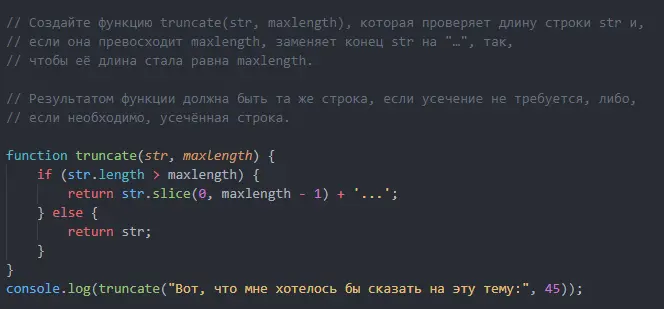 // Создайте функцию truncate(str, maxlength), которая проверяет длину строки str и,
// если она превосходит maxlength, заменяет конец str на "…", так,
// чтобы её длина стала равна maxlength.
// Результатом функции должна быть та же строка, если усечение не требуется, либо,
// если необходимо, усечённая строка.
function truncate(str, maxlength) {
    if (str.length > maxlength) {
        return str.slice(0, maxlength - 1) + '...';
    } else {
        return str;
    }
}
console.log(truncate("Вот, что мне хотелось бы сказать на эту тему:", 45));